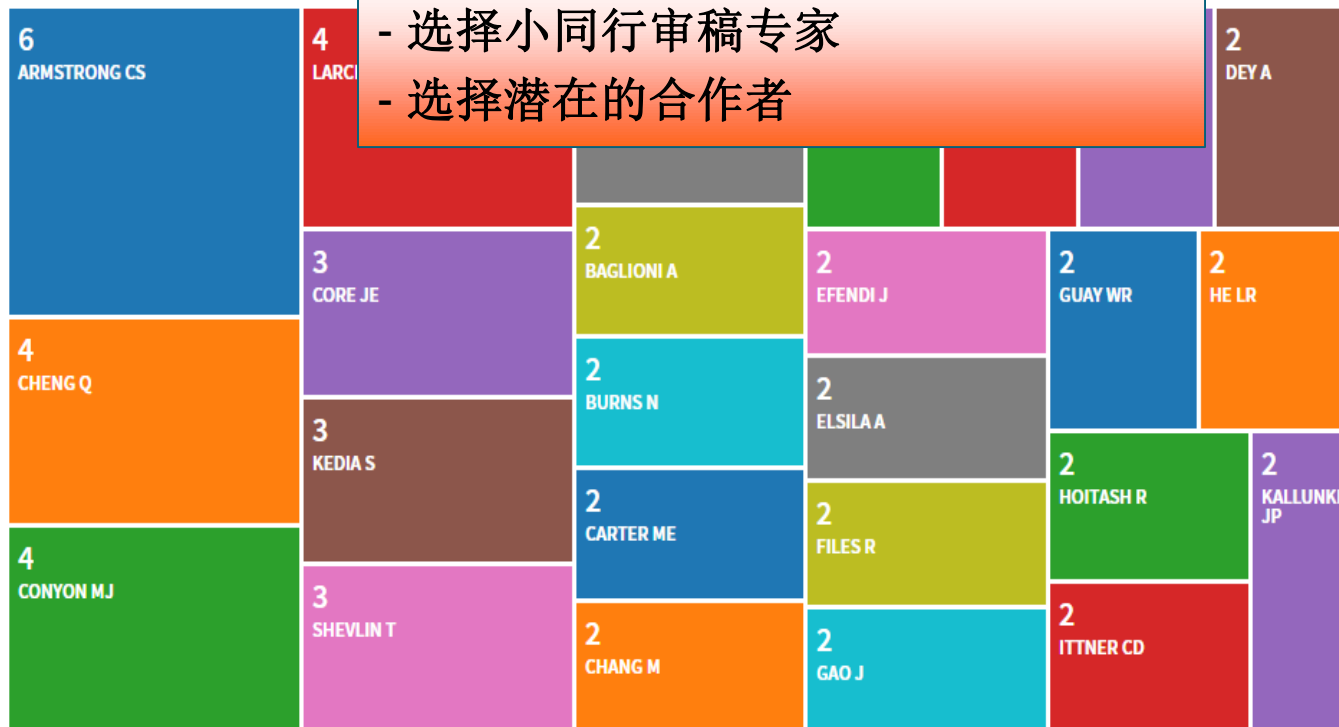 - 选择小同行审稿专家
- 选择潜在的合作者
6
ARMSTRONG CS
4
2
DEY A
4
CHENG Q
4
CONYON MJ
3
CORE JE
3
KEDIA S
3
SHEVLIN T
2
BAGLIONI A
2
BURNS N
2
CARTER ME
2
CHANG M
2
EFENDI J
2
ELSILA A
2
FILES R
2
GAO J
2
GUAY WR
2
HE LR
2
HOITASH R
2
ITTNER CD
2
JP